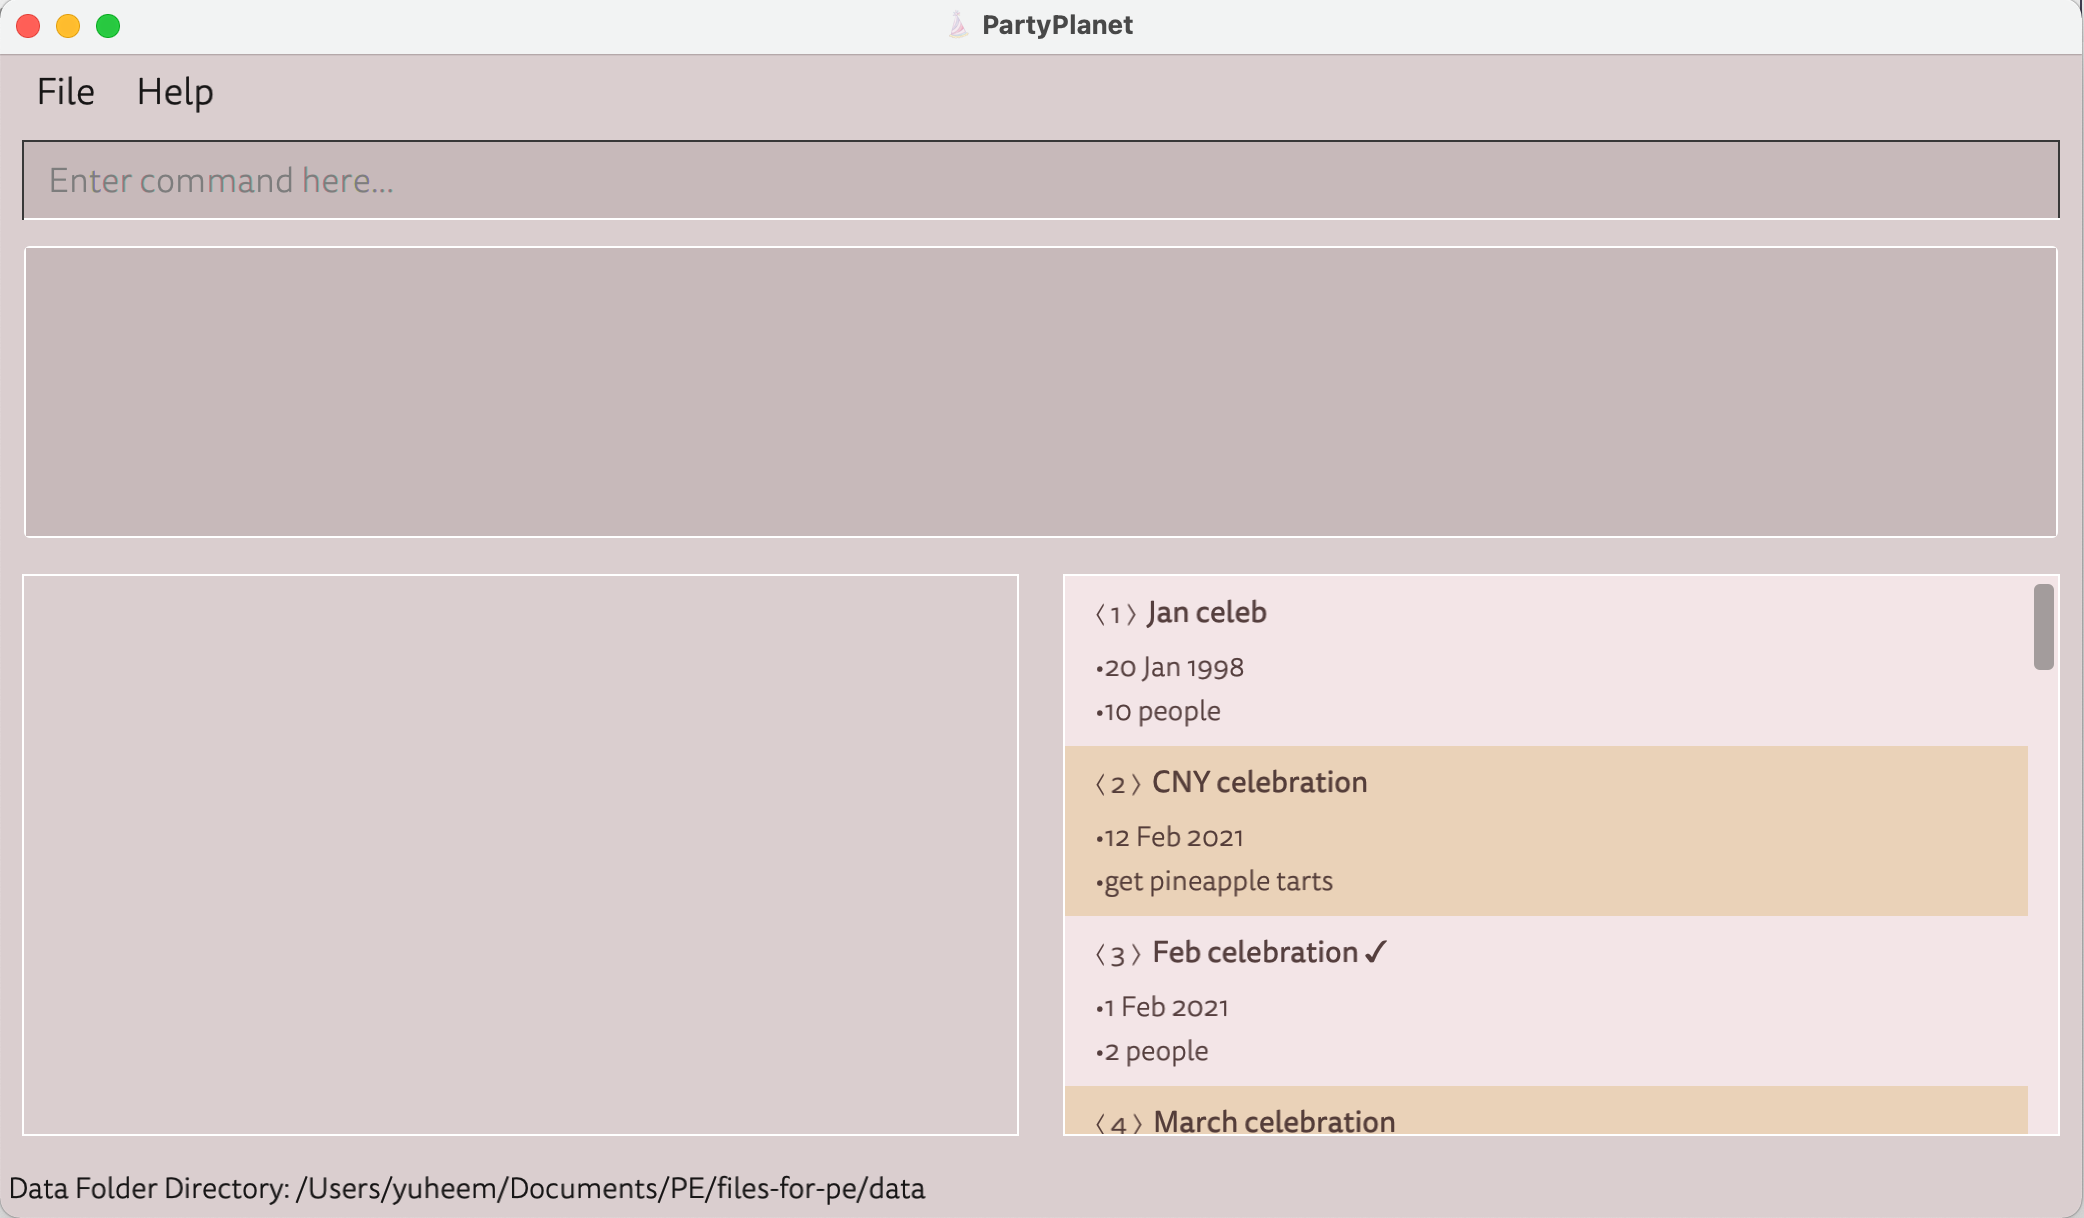 PartyPlanet
File Help
Enter command here...
〈 1 〉 Jan celeb
•20 Jan 1998
•10 people
〈 2 〉 CNY celebration
•12 Feb 2021
•get pineapple tarts
〈 3 〉 Feb celebration ✓
•1 Feb 2021
•2 people
〈 4 〉 March celebration
Data Folder Directory: /Users/yuheem/Documents/PE/files-for-pe/data